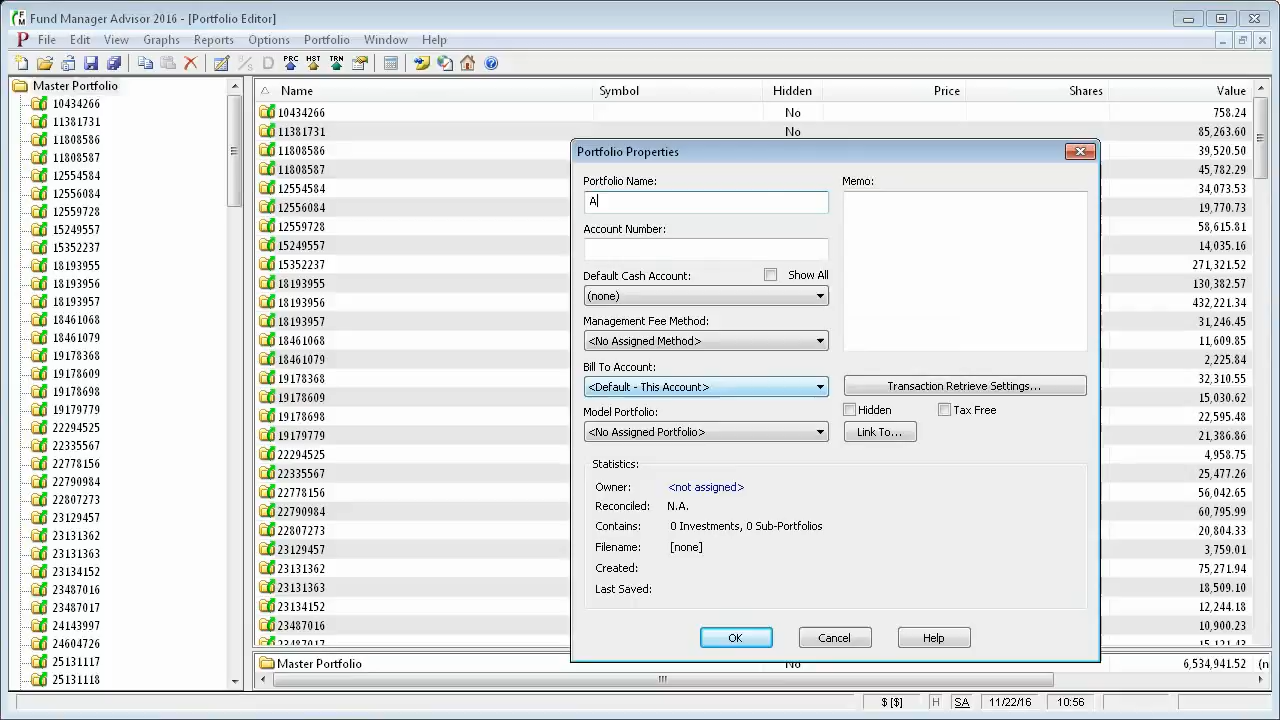 Fund Manager Advisor 2016 - [Portfolio Editor]
File Edit View Graphs Reports Options Portfolio Window Help
PRC HST TRN
Master Portfolio
10434266
11381731
11808586
11808587
12554584
12556084
12559728
15249557
15352237
18193955
18193956
18193957
18461068
18461079
19178368
19178609
19178698
19179779
22294525
22335567
22778156
22790984
22807273
23129457
23131362
23131363
23134152
23487016
23487017
24143997
24604726
25131117
25131118
Name Symbol Hidden Price Shares Value
10434266 No 758.24
11381731 No 85,263.60
11808586 39,520.50
11808587 45,782.29
12554584 34,073.53
12556084 19,770.73
12559728 58,615.81
15249557 14,035.16
15352237 271,321.52
18193955 130,382.57
18193956 432,221.34
18193957 31,246.45
18461068 11,609.85
18461079 2,225.84
19178368 32,310.55
19178609 15,030.62
19178698 22,595.48
19179779 21,386.86
22294525 4,958.75
22335567 25,477.26
22778156 56,042.65
22790984 60,795.99
22807273 20,804.33
23129457 3,759.01
23131362 75,271.94
23131363 18,509.10
23134152 12,244.18
23487016 10,900.23
23487017 15,121.43
Master Portfolio No 6,534,941.52 (n
Portfolio Properties
Portfolio Name:
A
Account Number:
Default Cash Account: Show All
(none)
Management Fee Method:
<No Assigned Method>
Bill To Account:
<Default - This Account>
Model Portfolio:
<No Assigned Portfolio>
Memo:
Transaction Retrieve Settings...
Hidden Tax Free
Link To...
Statistics:
Owner: <not assigned>
Reconciled: N.A.
Contains: 0 Investments, 0 Sub-Portfolios
Filename: [none]
Created:
Last Saved:
OK Cancel Help
$ [$] H SA 11/22/16 10:56